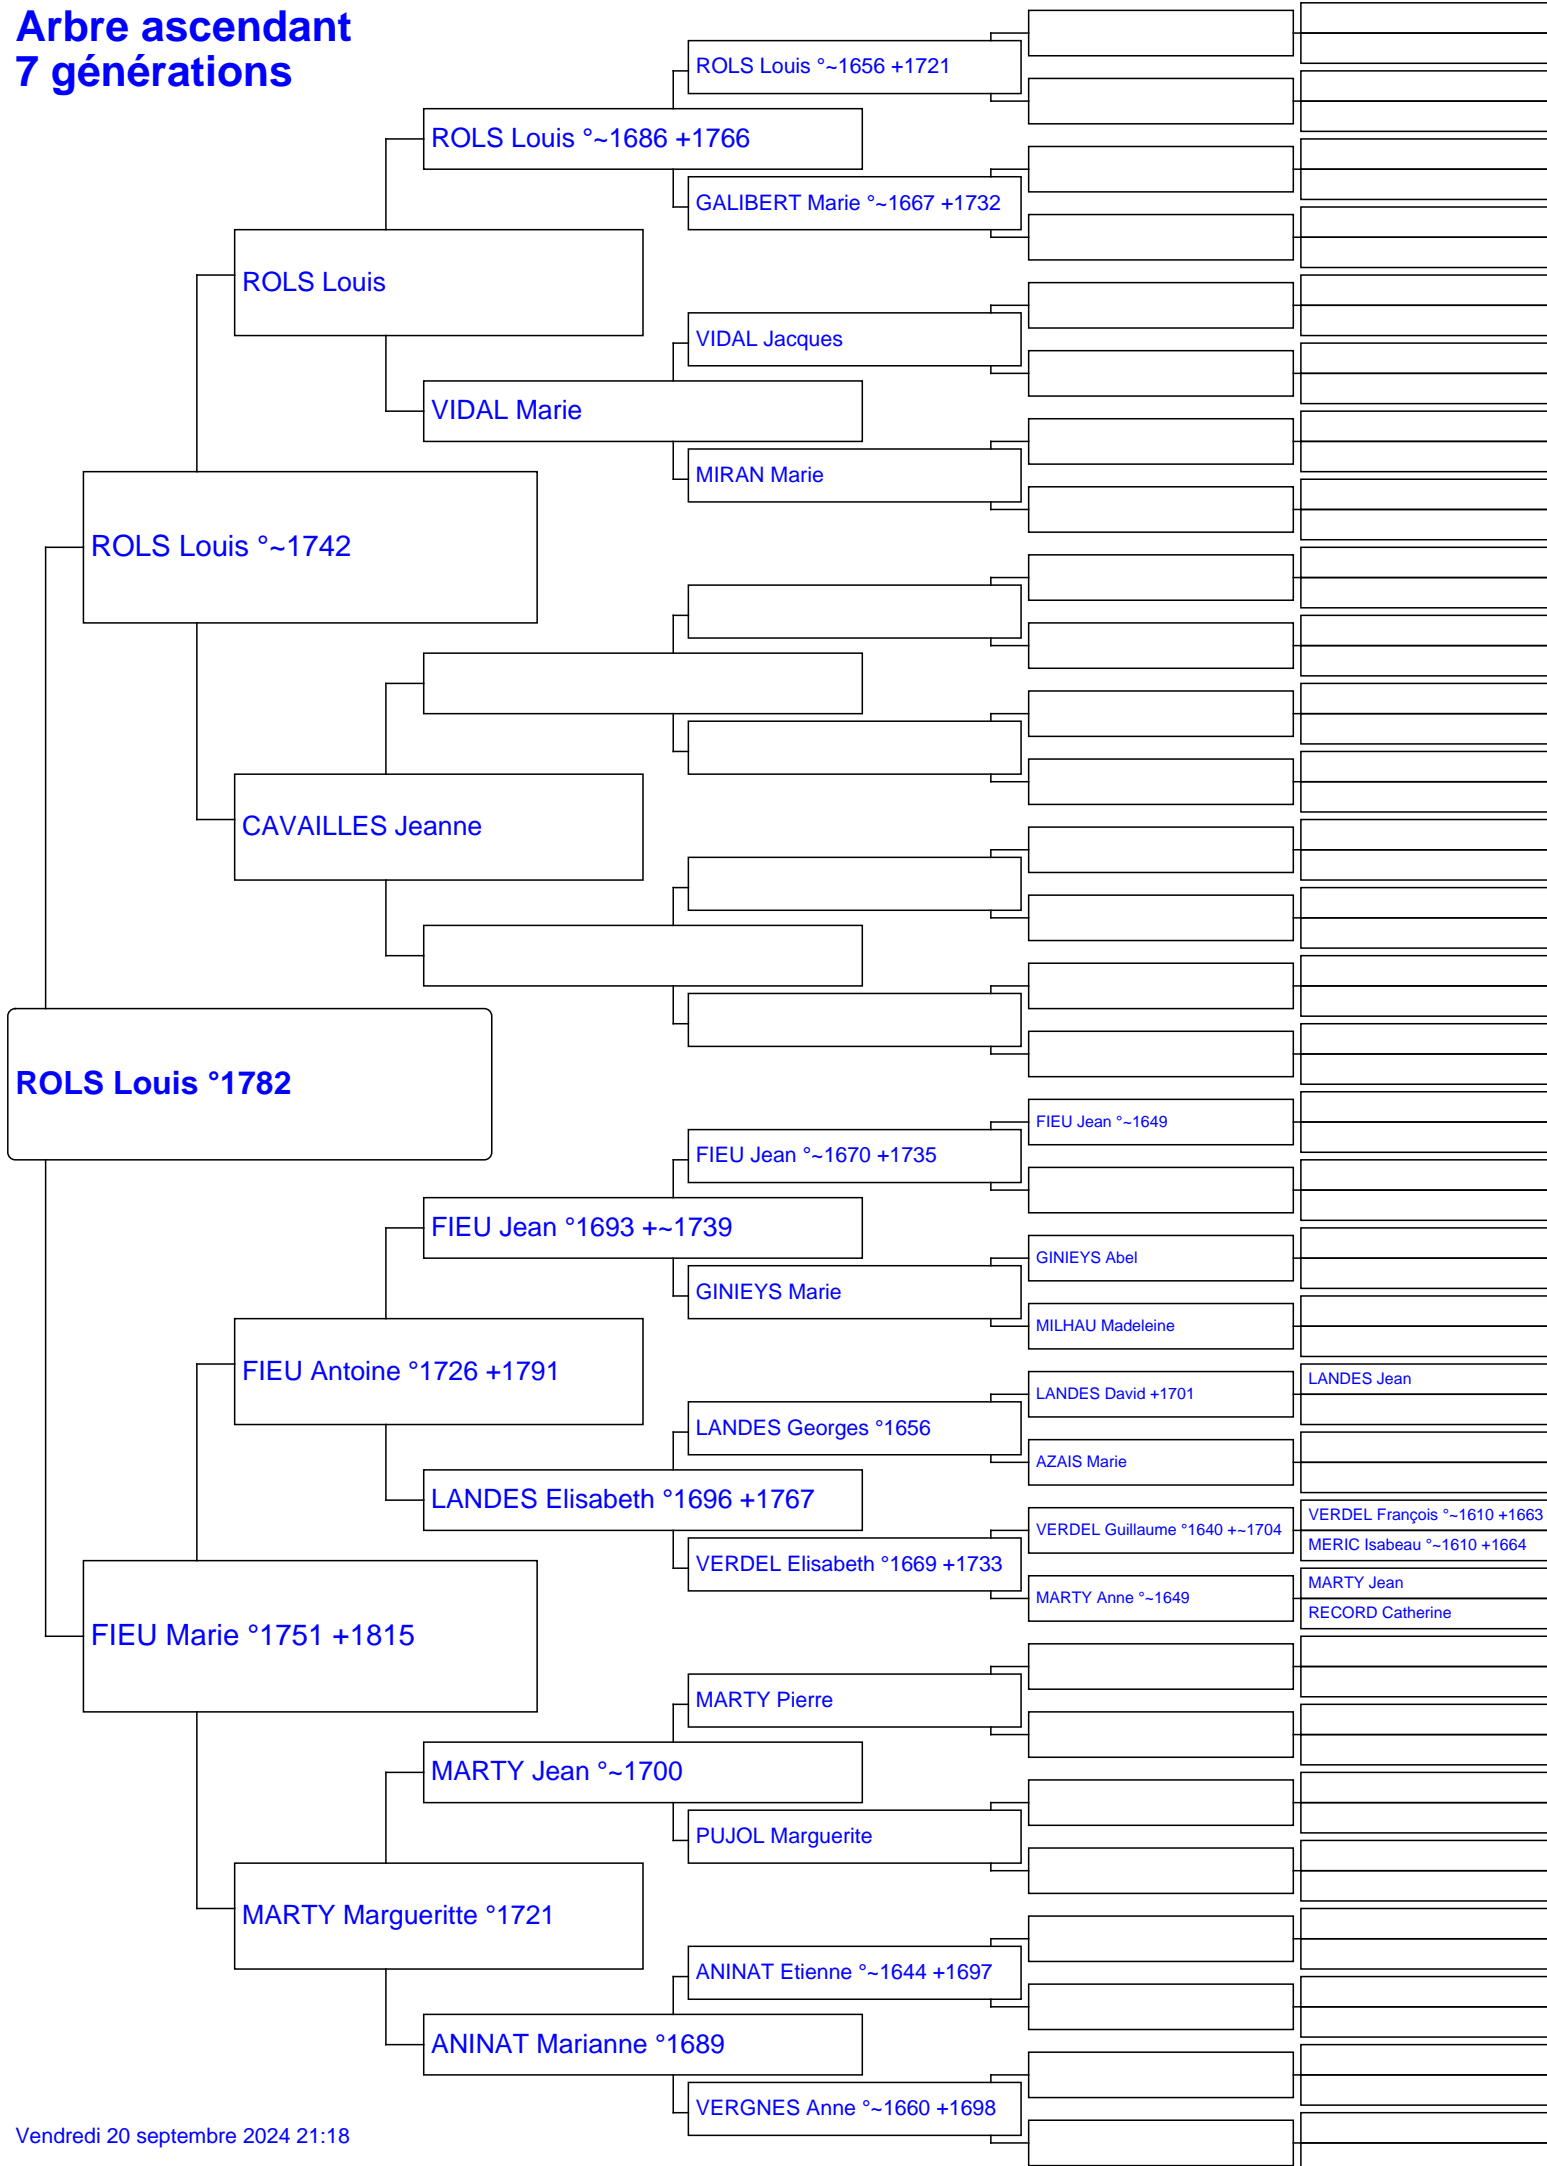 Arbre ascendant
7 générations
ROLS Louis °~1656 +1721
ROLS Louis °~1686 +1766
GALIBERT Marie °~1667 +1732
ROLS Louis
VIDAL Jacques
VIDAL Marie
MIRAN Marie
ROLS Louis °~1742
CAVAILLES Jeanne
ROLS Louis °1782
FIEU Jean °~1649
FIEU Jean °~1670 +1735
FIEU Jean °1693 +~1739
GINIEYS Abel
GINIEYS Marie
MILHAU Madeleine
FIEU Antoine °1726 +1791
LANDES Jean
LANDES David +1701
LANDES Georges °1656
AZAIS Marie
LANDES Elisabeth °1696 +1767
VERDEL François °~1610 +1663
VERDEL Guillaume °1640 +~1704
MERIC Isabeau °~1610 +1664
VERDEL Elisabeth °1669 +1733
MARTY Jean
MARTY Anne °~1649
RECORD Catherine
FIEU Marie °1751 +1815
MARTY Pierre
MARTY Jean °~1700
PUJOL Marguerite
MARTY Margueritte °1721
ANINAT Etienne °~1644 +1697
ANINAT Marianne °1689
VERGNES Anne °~1660 +1698
Vendredi 20 septembre 2024 21:18